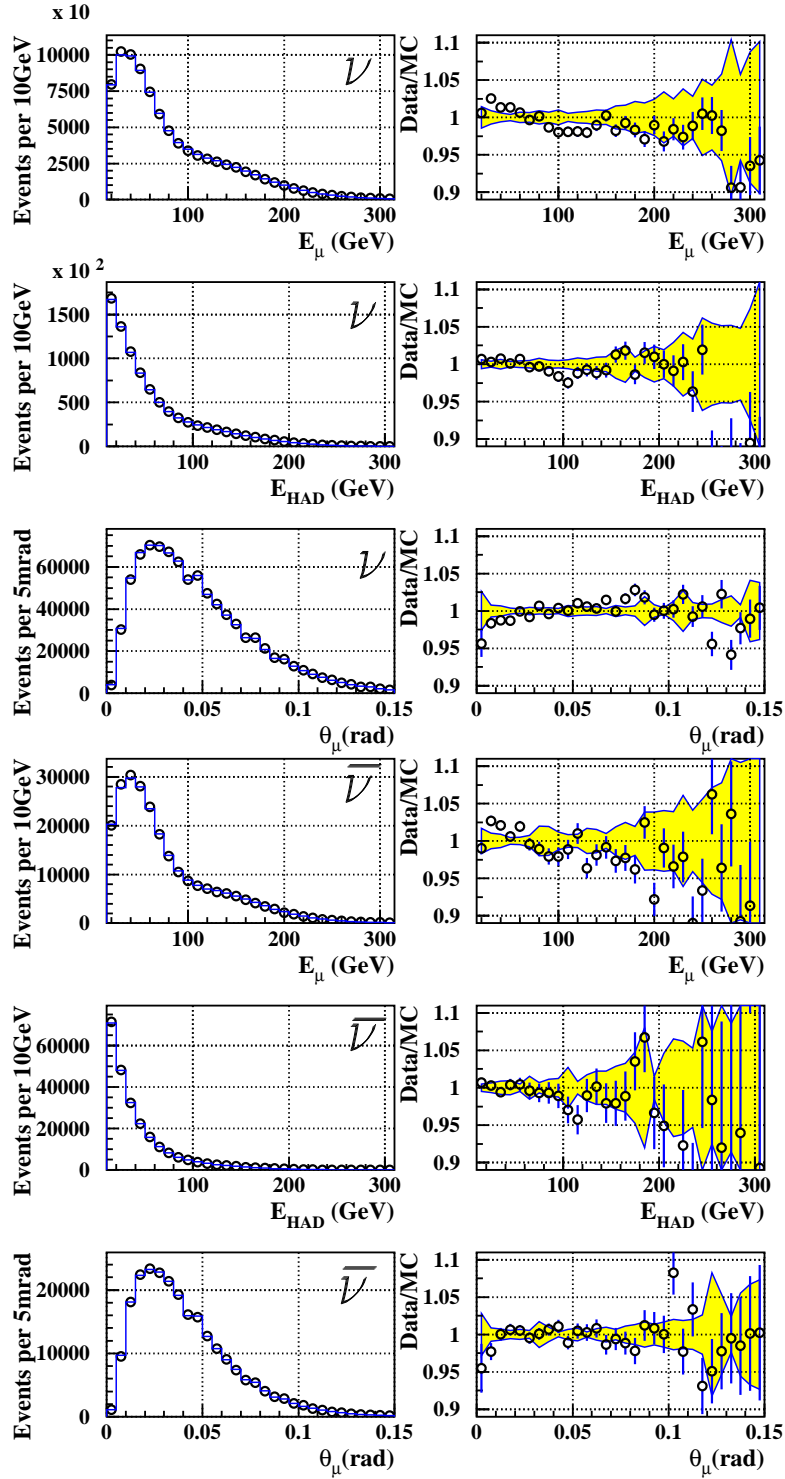 x 10
Events per 10GeV
10000
7500
5000
2500
0
100
200
300
E_μ (GeV)
ν
Data/MC
1.1
1.05
1
0.95
0.9
100
200
300
E_μ (GeV)
x 10^2
Events per 10GeV
1500
1000
500
0
100
200
300
E_HAD (GeV)
ν
Data/MC
1.1
1.05
1
0.95
0.9
100
200
300
E_HAD (GeV)
Events per 5mrad
60000
40000
20000
0
0
0.05
0.1
0.15
θ_μ(rad)
ν
Data/MC
1.1
1.05
1
0.95
0.9
0
0.05
0.1
0.15
θ_μ(rad)
Events per 10GeV
30000
20000
10000
0
100
200
300
E_μ (GeV)
ν̅
Data/MC
1.1
1.05
1
0.95
0.9
100
200
300
E_μ (GeV)
Events per 10GeV
60000
40000
20000
0
100
200
300
E_HAD (GeV)
ν̅
Data/MC
1.1
1.05
1
0.95
0.9
100
200
300
E_HAD (GeV)
Events per 5mrad
20000
10000
0
0
0.05
0.1
0.15
θ_μ(rad)
ν̅
Data/MC
1.1
1.05
1
0.95
0.9
0
0.05
0.1
0.15
θ_μ(rad)